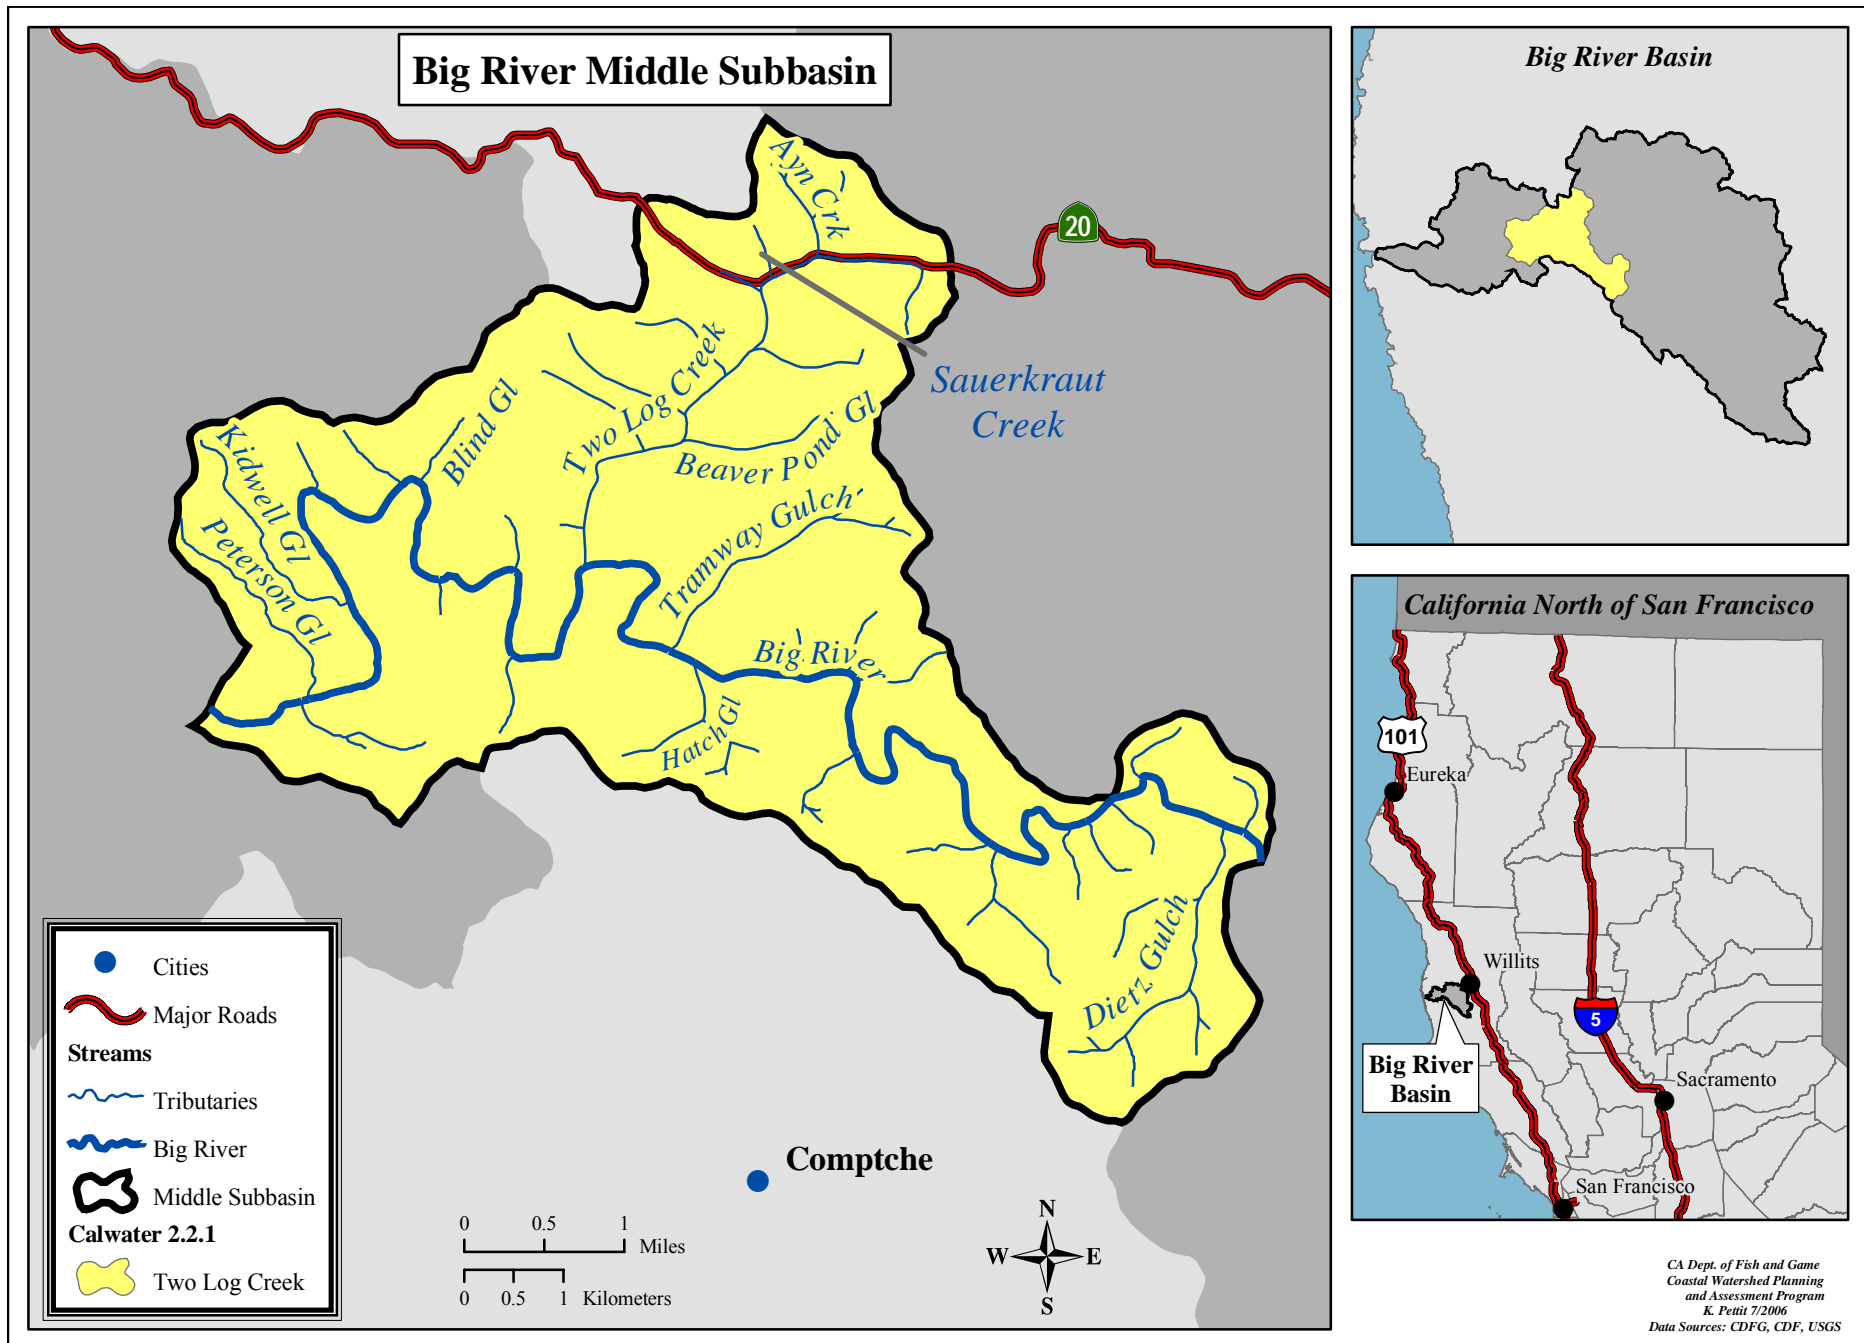 Big River Middle Subbasin
Ayn Crk
20
Sauerkraut
Creek
Two Log Creek
Blind Gl
Beaver Pond Gl
Kidwell Gl
Peterson Gl
Tramway Gulch
Big River
Hatch Gl
Dietz Gulch
Comptche
Cities
Major Roads
Streams
Tributaries
Big River
Middle Subbasin
Calwater 2.2.1
Two Log Creek
0 0.5 1
Miles
0 0.5 1 Kilometers
N
W E
S
Big River Basin
California North of San Francisco
101
Eureka
Willits
5
Big River
Basin
Sacramento
San Francisco
CA Dept. of Fish and Game
Coastal Watershed Planning
and Assessment Program
K. Pettit 7/2006
Data Sources: CDFG, CDF, USGS